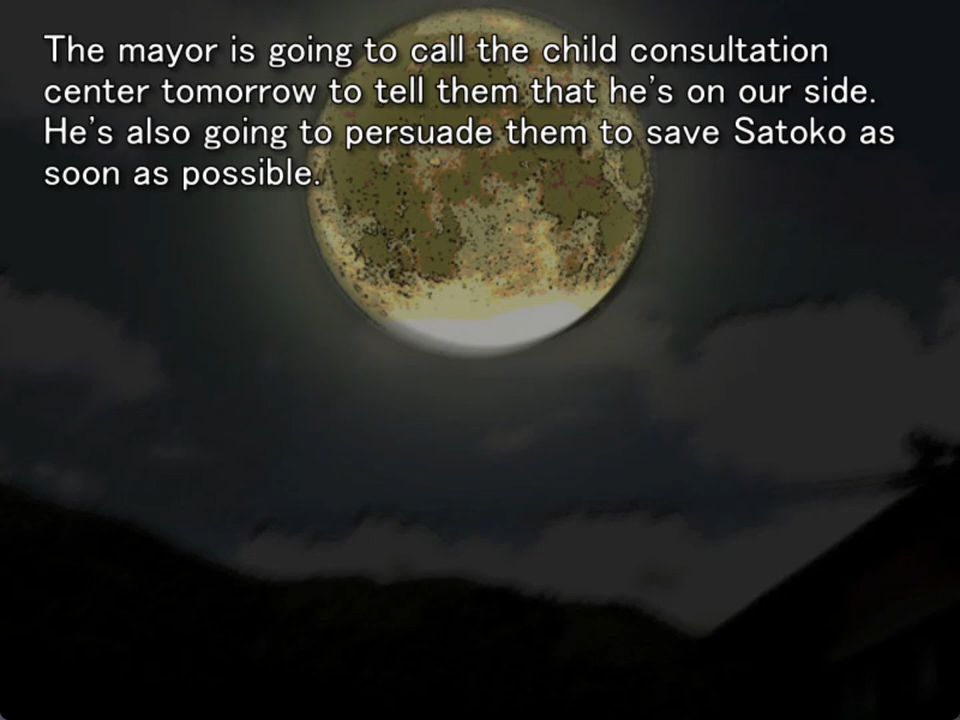 The mayor is going to call the child consultation
center tomorrow to tell them that he's on our side.
He's also going to persuade them to save Satoko as
soon as possible.